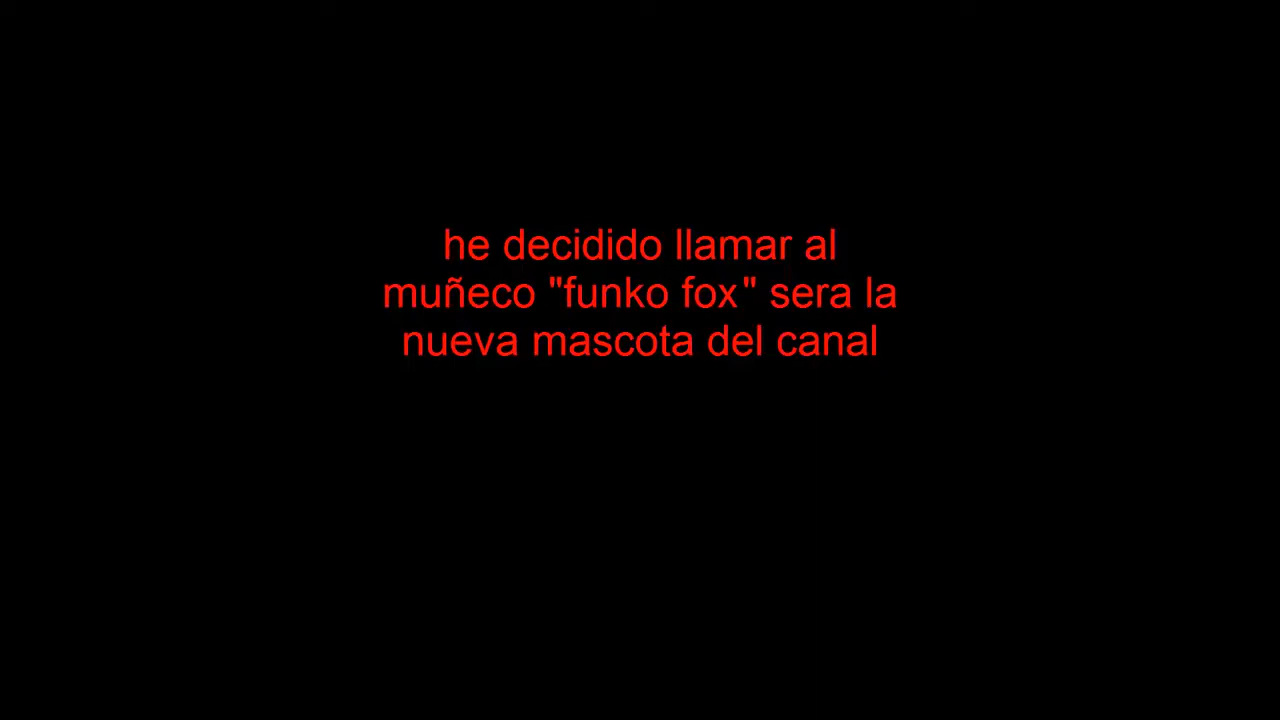 he decidido llamar al
muñeco "funko fox" sera la
nueva mascota del canal